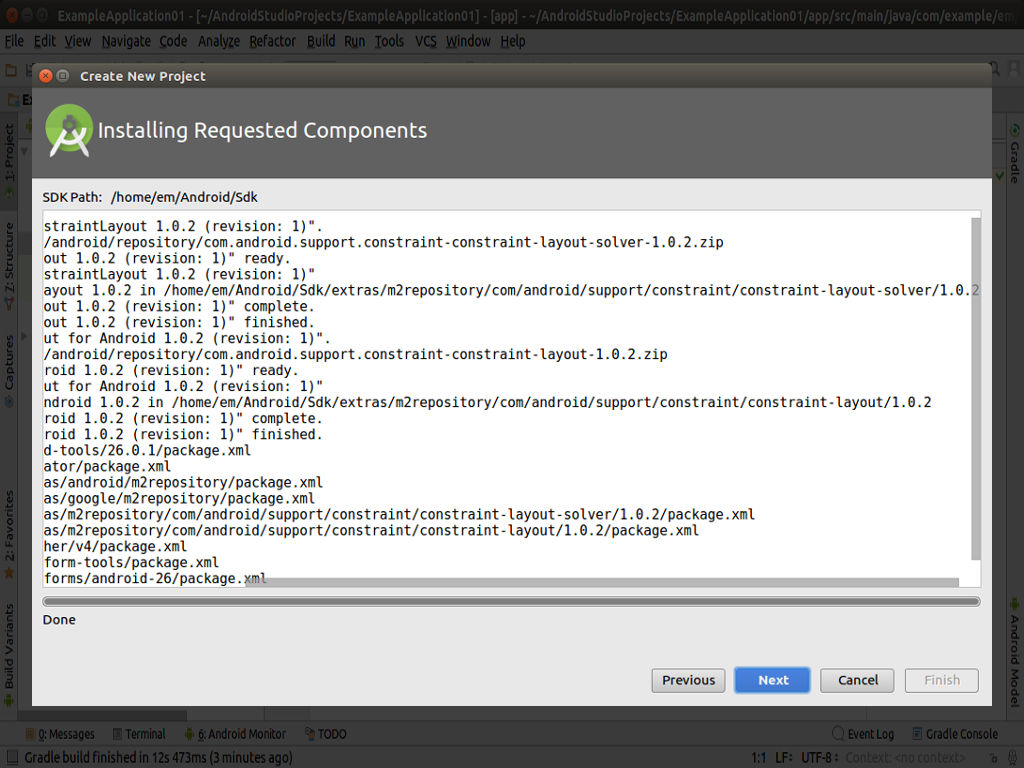 ExampleApplication01 - [~/AndroidStudioProjects/ExampleApplication01] - [app] - ~/AndroidStudioProjects/ExampleApplication01/app/src/main/java/com/example/em
File Edit View Navigate Code Analyze Refactor Build Run Tools VCS Window Help
Create New Project
Installing Requested Components
SDK Path: /home/em/Android/Sdk
straintLayout 1.0.2 (revision: 1)".
/android/repository/com.android.support.constraint-constraint-layout-solver-1.0.2.zip
out 1.0.2 (revision: 1)" ready.
straintLayout 1.0.2 (revision: 1)"
ayout 1.0.2 in /home/em/Android/Sdk/extras/m2repository/com/android/support/constraint/constraint-layout-solver/1.0.2
out 1.0.2 (revision: 1)" complete.
out 1.0.2 (revision: 1)" finished.
ut for Android 1.0.2 (revision: 1)".
/android/repository/com.android.support.constraint-constraint-layout-1.0.2.zip
roid 1.0.2 (revision: 1)" ready.
ut for Android 1.0.2 (revision: 1)"
ndroid 1.0.2 in /home/em/Android/Sdk/extras/m2repository/com/android/support/constraint/constraint-layout/1.0.2
roid 1.0.2 (revision: 1)" complete.
roid 1.0.2 (revision: 1)" finished.
d-tools/26.0.1/package.xml
ator/package.xml
as/android/m2repository/package.xml
as/google/m2repository/package.xml
as/m2repository/com/android/support/constraint/constraint-layout-solver/1.0.2/package.xml
as/m2repository/com/android/support/constraint/constraint-layout/1.0.2/package.xml
her/v4/package.xml
form-tools/package.xml
forms/android-26/package.xml
Done
Previous Next Cancel Finish
1: Project
Z: Structure
Captures
2: Favorites
Build Variants
Gradle
Android Model
0: Messages Terminal 6: Android Monitor TODO Event Log Gradle Console
Gradle build finished in 12s 473ms (3 minutes ago) 1:1 LF: UTF-8: Context: <no context>